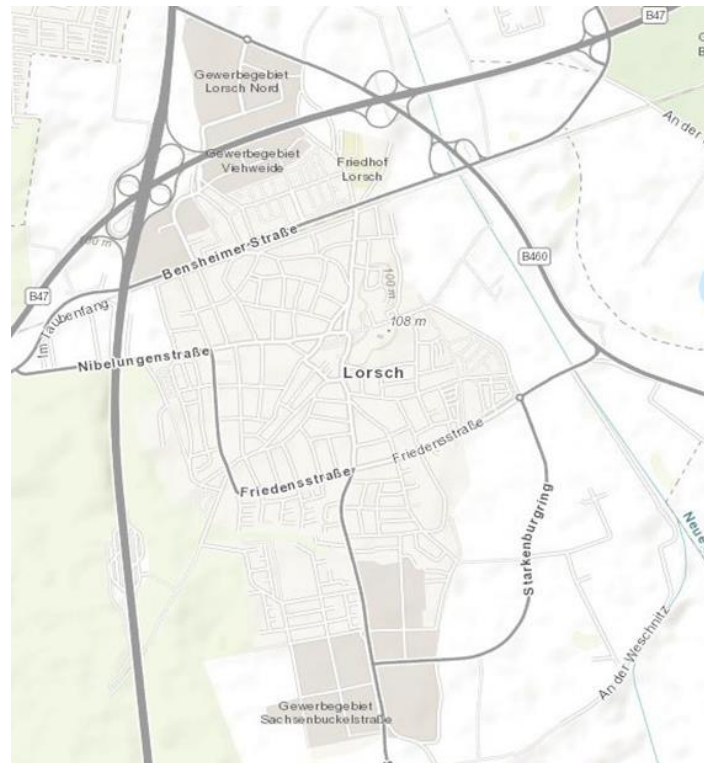 B47
Gewerbegebiet
Lorsch Nord
An der
Gewerbegebiet
Viehweide
Friedhof
Lorsch
Bensheimer-Straße
B460
100 m
B47
Im Taubenfang
108 m
Nibelungenstraße
Lorsch
Friedensstraße
Friedensstraße
Starkenburgring
Neue
An der Weschnitz
Gewerbegebiet
Sachsenbuckelstraße